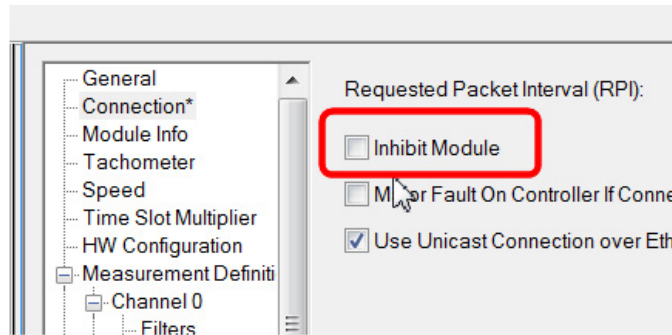 General
Connection*
Module Info
Tachometer
Speed
Time Slot Multiplier
HW Configuration
Measurement Definiti
Channel 0
Filters
Requested Packet Interval (RPI):
Inhibit Module
Fault On Controller If Conne
Use Unicast Connection over Eth